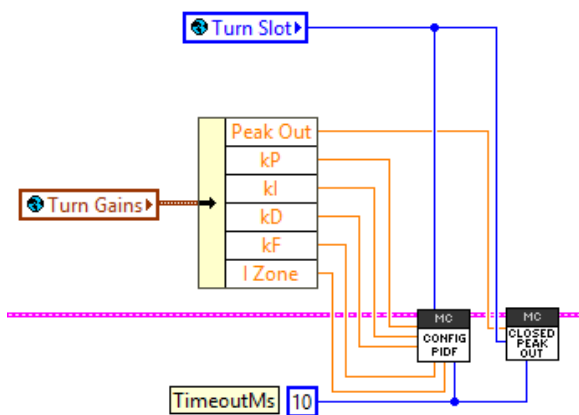 Turn Slot
Peak Out
kP
kI
kD
kF
I Zone
Turn Gains
MC
CONFIG
PIDF
MC
CLOSED
PEAK
OUT
TimeoutMs
10